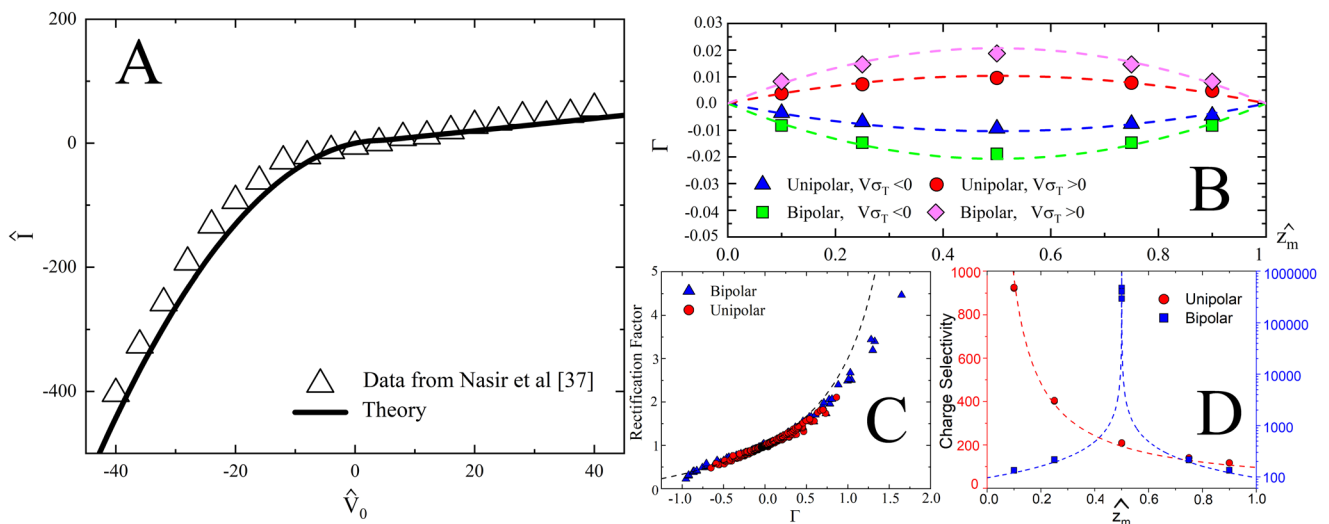 A
200
0
-200
-400
Î
-40
-20
0
20
40
V̂₀
Data from Nasir et al [37]
Theory
B
0.03
0.02
0.01
0.0
-0.01
-0.02
-0.03
-0.04
-0.05
Γ
Unipolar, Vσ_T <0
Unipolar, Vσ_T >0
Bipolar, Vσ_T <0
Bipolar, Vσ_T >0
0.0
0.2
0.4
0.6
0.8
1
ẑ_m
C
5
4
3
2
1
0
Rectification Factor
Bipolar
Unipolar
-1.0
-0.5
0.0
0.5
1.0
1.5
2.0
Γ
D
1000
800
600
400
200
0
Charge Selectivity
Unipolar
Bipolar
1000000
100000
10000
1000
100
0.0
0.2
0.4
0.6
0.8
1.0
ẑ_m